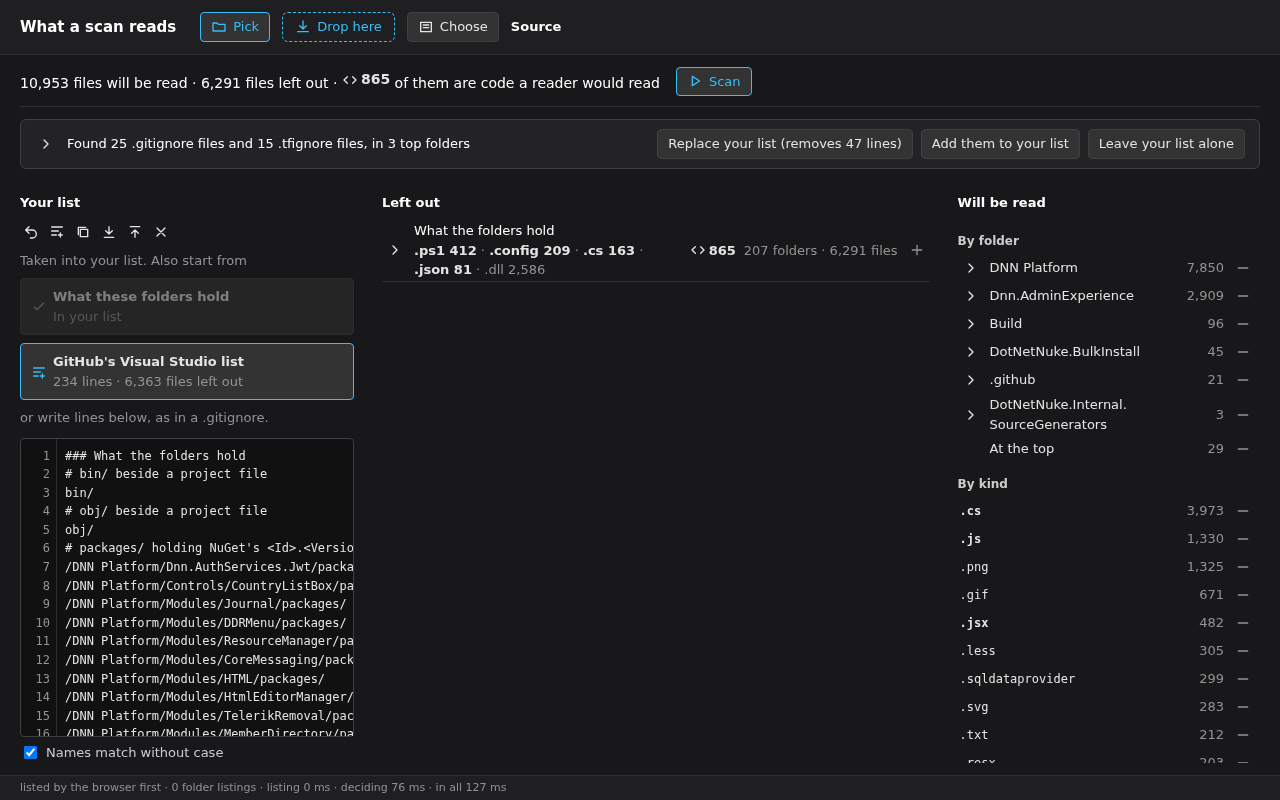 What a scan reads
Pick
Drop here
Choose
Source
10,953 files will be read · 6,291 files left out · <> 865 of them are code a reader would read
Scan
Found 25 .gitignore files and 15 .tfignore files, in 3 top folders
Replace your list (removes 47 lines)
Add them to your list
Leave your list alone
Your list
Taken into your list. Also start from
What these folders hold
In your list
GitHub's Visual Studio list
234 lines · 6,363 files left out
or write lines below, as in a .gitignore.
1 ### What the folders hold
2 # bin/ beside a project file
3 bin/
4 # obj/ beside a project file
5 obj/
6 # packages/ holding NuGet's <Id>.<Versio
7 /DNN Platform/Dnn.AuthServices.Jwt/packa
8 /DNN Platform/Controls/CountryListBox/pa
9 /DNN Platform/Modules/Journal/packages/
10 /DNN Platform/Modules/DDRMenu/packages/
11 /DNN Platform/Modules/ResourceManager/pa
12 /DNN Platform/Modules/CoreMessaging/pack
13 /DNN Platform/Modules/HTML/packages/
14 /DNN Platform/Modules/HtmlEditorManager/
15 /DNN Platform/Modules/TelerikRemoval/pac
16 /DNN Platform/Modules/MemberDirectory/pa
Names match without case
Left out
What the folders hold
.ps1 412 · .config 209 · .cs 163 ·
.json 81 · .dll 2,586
<> 865 207 folders · 6,291 files
Will be read
By folder
DNN Platform 7,850
Dnn.AdminExperience 2,909
Build 96
DotNetNuke.BulkInstall 45
.github 21
DotNetNuke.Internal.
SourceGenerators 3
At the top 29
By kind
.cs 3,973
.js 1,330
.png 1,325
.gif 671
.jsx 482
.less 305
.sqldataprovider 299
.svg 283
.txt 212
.resx 203
listed by the browser first · 0 folder listings · listing 0 ms · deciding 76 ms · in all 127 ms